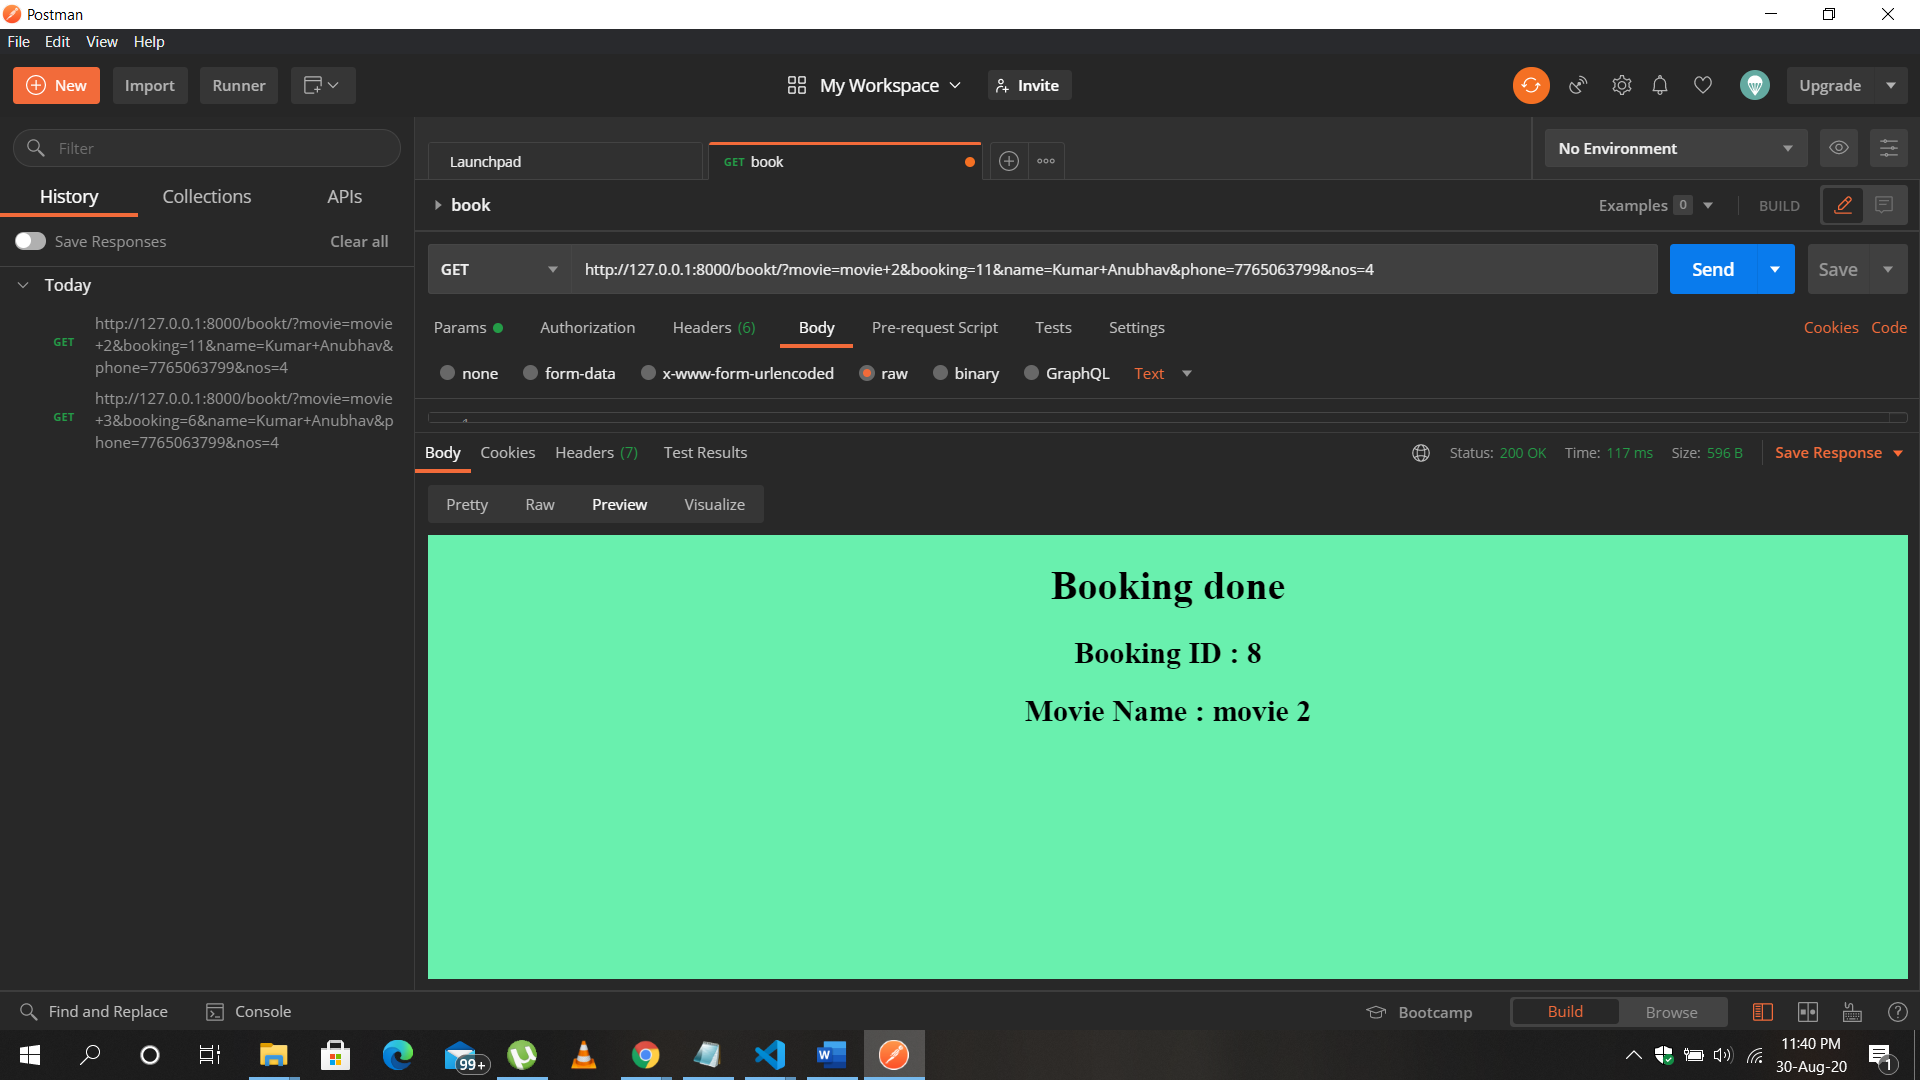 Postman
File Edit View Help
New Import Runner My Workspace Invite Upgrade
Filter
History Collections APIs
Save Responses Clear all
Today
GET http://127.0.0.1:8000/bookt/?movie=movie
+2&booking=11&name=Kumar+Anubhav&
phone=7765063799&nos=4
GET http://127.0.0.1:8000/bookt/?movie=movie
+3&booking=6&name=Kumar+Anubhav&p
hone=7765063799&nos=4
Launchpad GET book No Environment
book Examples 0 BUILD
GET http://127.0.0.1:8000/bookt/?movie=movie+2&booking=11&name=Kumar+Anubhav&phone=7765063799&nos=4 Send Save
Params Authorization Headers (6) Body Pre-request Script Tests Settings Cookies Code
none form-data x-www-form-urlencoded raw binary GraphQL Text
Body Cookies Headers (7) Test Results Status: 200 OK Time: 117 ms Size: 596 B Save Response
Pretty Raw Preview Visualize
Booking done
Booking ID : 8
Movie Name : movie 2
Find and Replace Console Bootcamp Build Browse
99+ W 11:40 PM
30-Aug-20 1